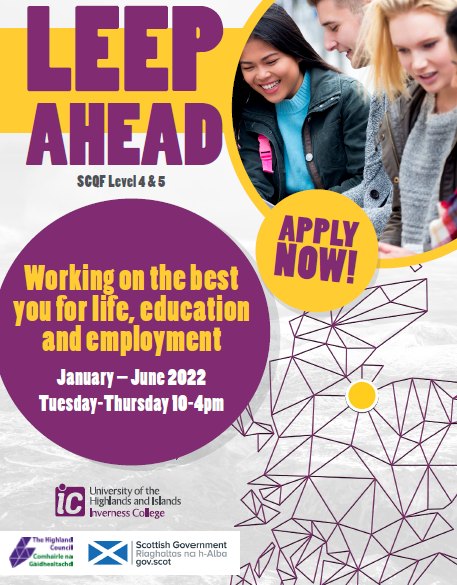 LEEP
AHEAD
SCQF Level 4 & 5
APPLY
NOW!
Working on the best
you for life, education
and employment
January – June 2022
Tuesday-Thursday 10-4pm
ic
University of the
Highlands and Islands
Inverness College
The Highland
Council
Comhairle na
Gàidhealtachd
Scottish Government
Riaghaltas na h-Alba
gov.scot